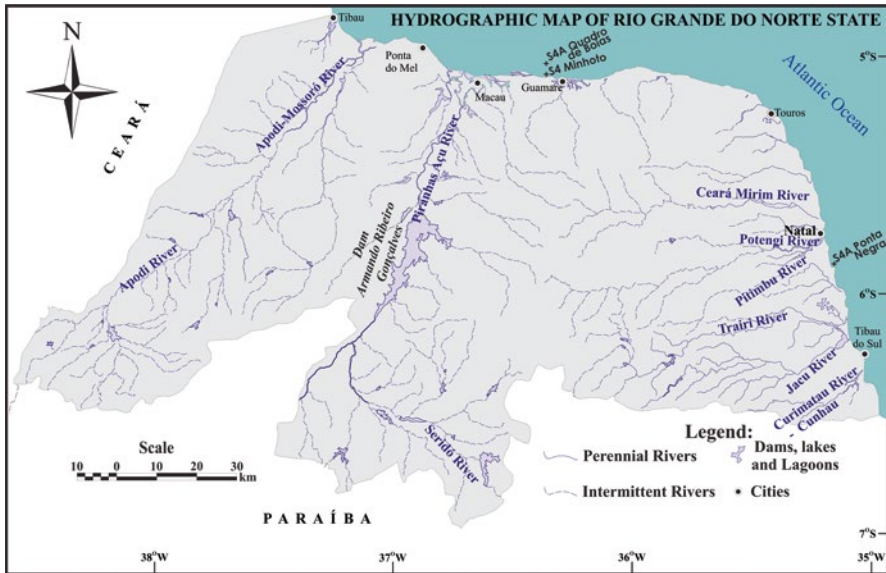 HYDROGRAPHIC MAP OF RIO GRANDE DO NORTE STATE
Tibau
N
S4A Quadro
de Boias
S4 Minhoto
5°S
Ponta
do Mel
Macau
Guamare
Atlantic Ocean
Touros
CEARÁ
Apodi-Mossoró River
Piranhas Açu River
Ceará Mirim River
Natal
Potengi River
S4A Ponta
Negra
Dam
Armando Ribeiro
Gonçalves
Apodi River
Pitimbu River
6°S
Trairi River
Tibau
do Sul
Jacu River
Curimatau River
- Cunhau
Seridó River
Legend:
Scale
10 0 10 20 30
km
Perennial Rivers
Dams, lakes
and Lagoons
Intermittent Rivers
Cities
PARAÍBA
7°S
38°W
37°W
36°W
35°W